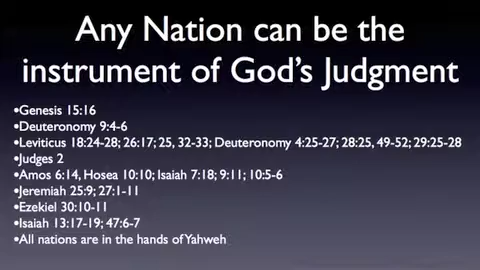 Any Nation can be the
instrument of God's Judgment
•Genesis 15:16
•Deuteronomy 9:4-6
•Leviticus 18:24-28; 26:17; 25, 32-33; Deuteronomy 4:25-27; 28:25, 49-52; 29:25-28
•Judges 2
•Amos 6:14, Hosea 10:10; Isaiah 7:18; 9:11; 10:5-6
•Jeremiah 25:9; 27:1-11
•Ezekiel 30:10-11
•Isaiah 13:17-19; 47:6-7
•All nations are in the hands of Yahweh